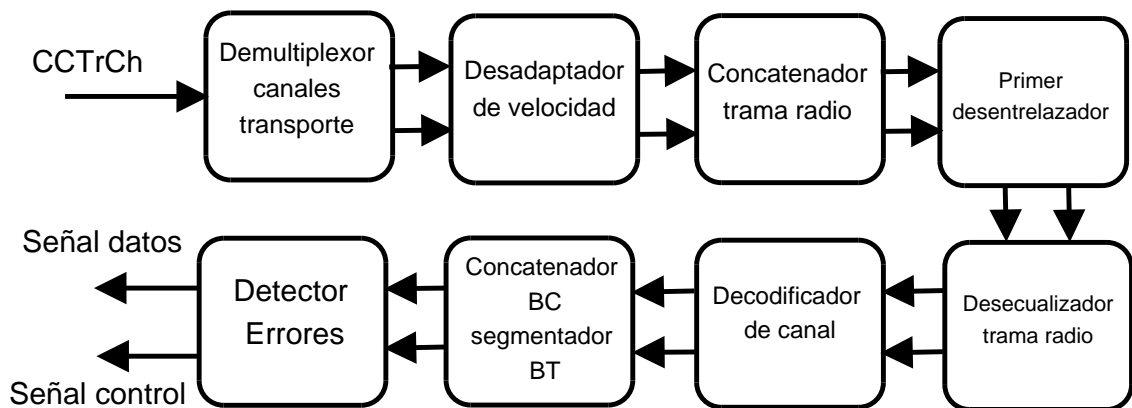 CCTrCh
Demultiplexor
canales
transporte
Desadaptador
de velocidad
Concatenador
trama radio
Primer
desentrelazador
Señal datos
Señal control
Detector
Errores
Concatenador
BC
segmentador
BT
Decodificador
de canal
Desecualizador
trama radio